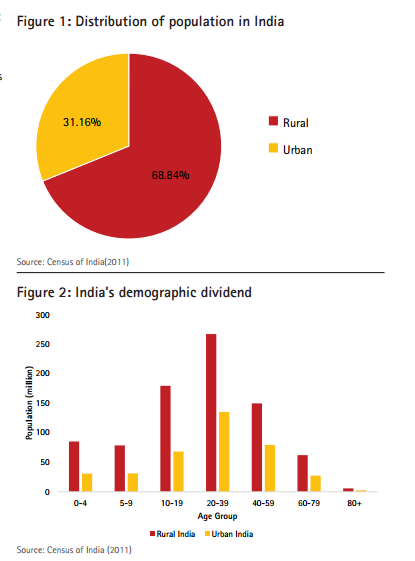 Figure 1: Distribution of population in India
31.16%
68.84%
Rural
Urban
Source: Census of India(2011)
Figure 2: India's demographic dividend
Population (million)
300
250
200
150
100
50
0
0-4 5-9 10-19 20-39 40-59 60-79 80+
Age Group
Rural India Urban India
Source: Census of India (2011)